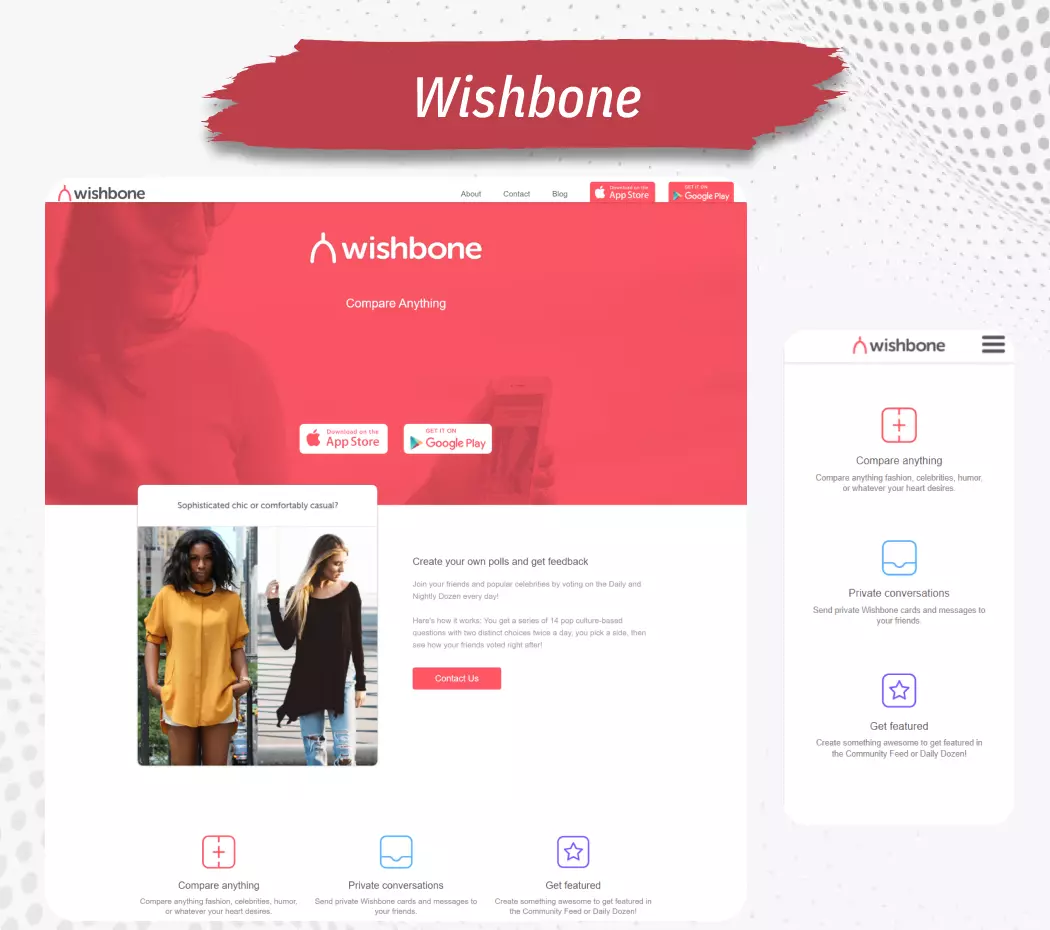 Wishbone
wishbone
About Contact Blog
Download on the
App Store
GET IT ON
Google Play
wishbone
Compare Anything
Download on the
App Store
GET IT ON
Google Play
Sophisticated chic or comfortably casual?
Create your own polls and get feedback
Join your friends and popular celebrities by voting on the Daily and
Nightly Dozen every day!
Here's how it works: You get a series of 14 pop culture-based
questions with two distinct choices twice a day, you pick a side, then
see how your friends voted right after!
Contact Us
Compare anything
Compare anything fashion, celebrities, humor,
or whatever your heart desires.
Private conversations
Send private Wishbone cards and messages to
your friends.
Get featured
Create something awesome to get featured in
the Community Feed or Daily Dozen!
wishbone
Compare anything
Compare anything fashion, celebrities, humor,
or whatever your heart desires.
Private conversations
Send private Wishbone cards and messages to
your friends.
Get featured
Create something awesome to get featured in
the Community Feed or Daily Dozen!